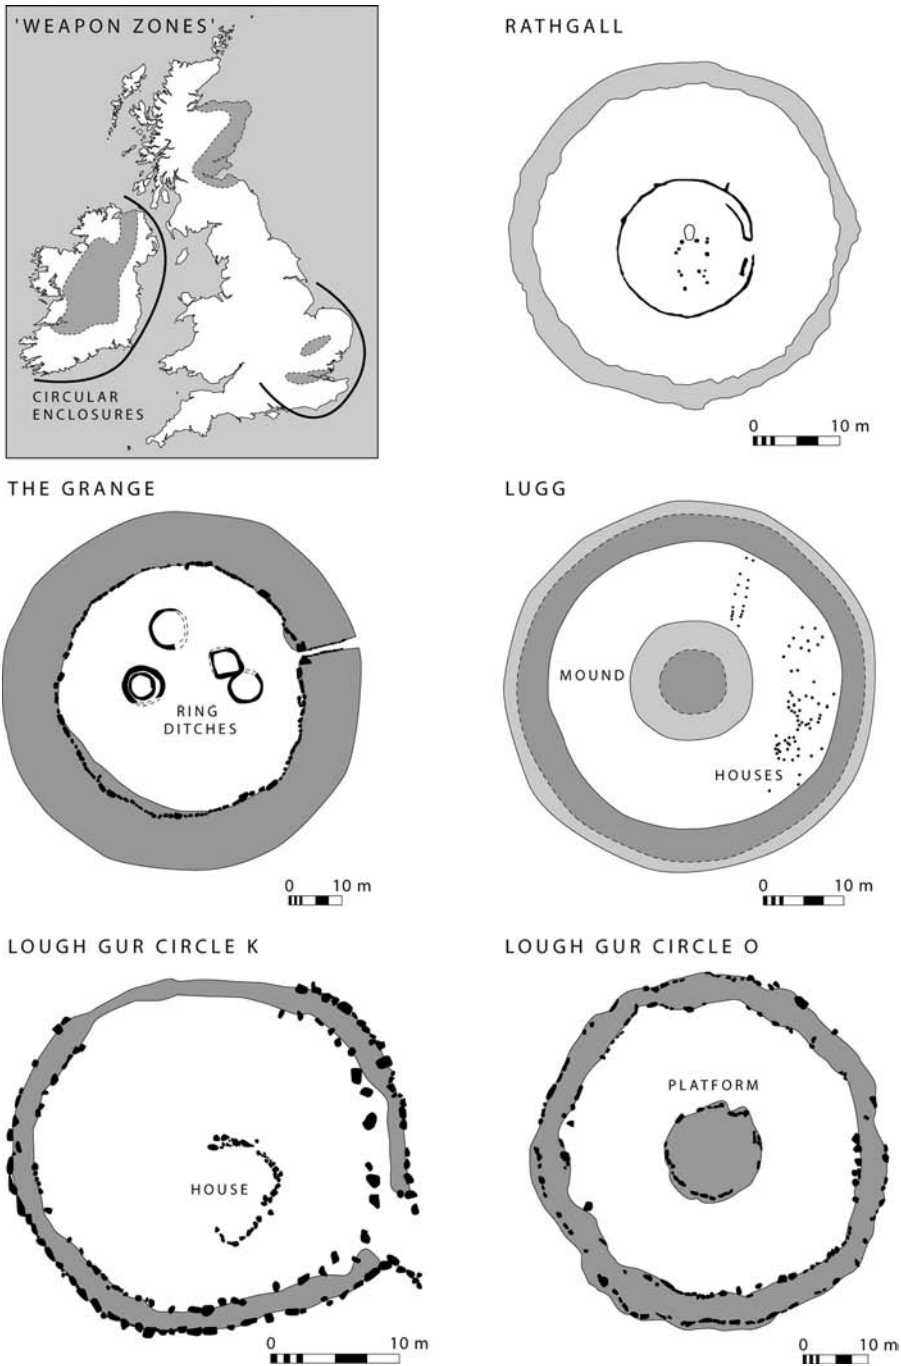 'WEAPON ZONES'
CIRCULAR
ENCLOSURES
RATHGALL
0 10 m
THE GRANGE
RING
DITCHES
0 10 m
LUGG
MOUND
HOUSES
0 10 m
LOUGH GUR CIRCLE K
HOUSE
0 10 m
LOUGH GUR CIRCLE O
PLATFORM
0 10 m